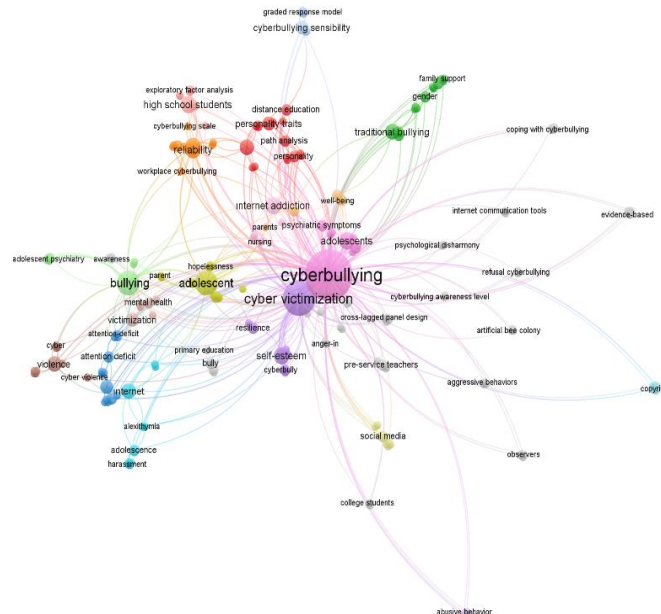 graded response model
cyberbullying sensibility
family support
gender
exploratory factor analysis
high school students
distance education
cyberbullying scale
personality traits
traditional bullying
coping with cyberbullying
path analysis
reliability
personality
workplace cyberbullying
internet addiction
well-being
internet communication tools
evidence-based
parents
psychiatric symptoms
nursing
adolescents
psychological disharmony
adolescent psychiatry
awareness
hopelessness
refusal cyberbullying
parent
cyberbullying
bullying
adolescent
cyber victimization
cyberbullying awareness level
mental health
victimization
cross-lagged panel design
resilience
artificial bee colony
attention-deficit
anger-in
cyber
primary education
attention deficit
self-esteem
violence
bully
pre-service teachers
cyberbully
cyber violence
aggressive behaviors
internet
copyri
alexithymia
social media
adolescence
observers
harassment
college students
abusive behavior